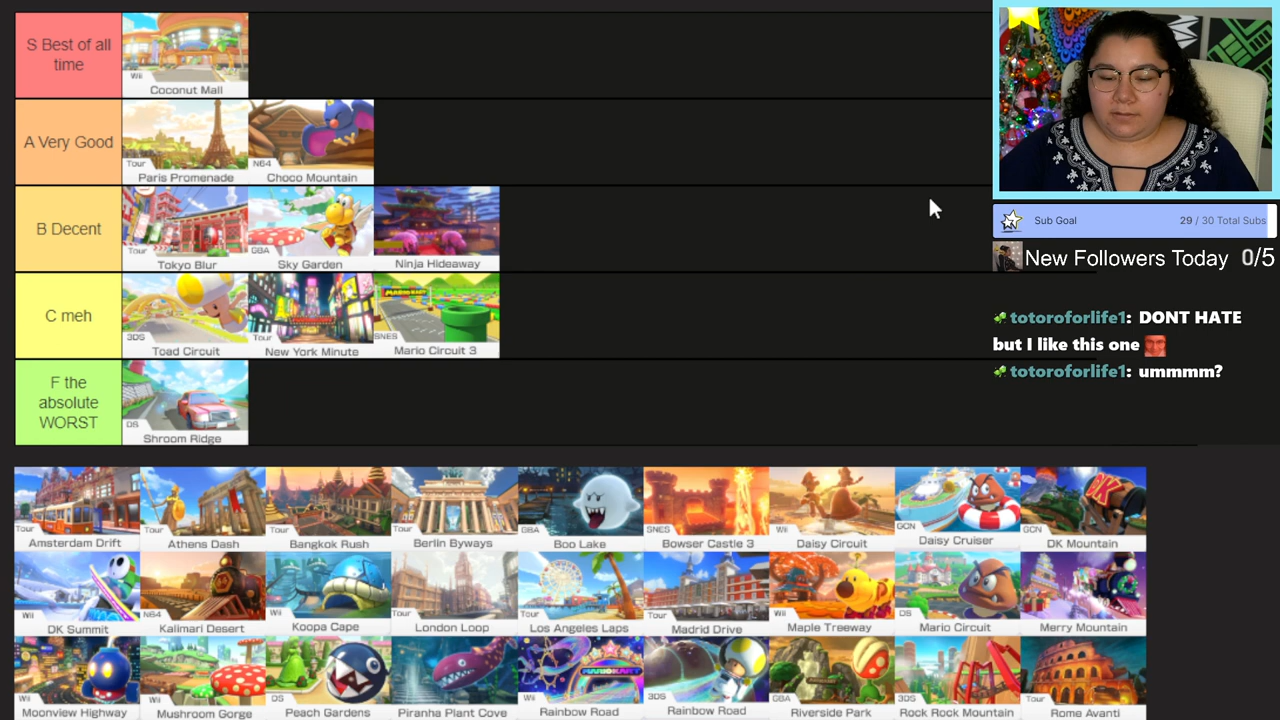 S Best of all
time
Wii
Coconut Mall
A Very Good
Tour
Paris Promenade
N64
Choco Mountain
B Decent
Tour
Tokyo Blur
GBA
Sky Garden
Ninja Hideaway
C meh
3DS
Toad Circuit
Tour
New York Minute
MARIO KART
SNES
Mario Circuit 3
F the
absolute
WORST
DS
Shroom Ridge
Sub Goal 29 / 30 Total Subs
New Followers Today 0/5
totoroforlife1: DONT HATE
but I like this one
totoroforlife1: ummmm?
Tour
Amsterdam Drift
Tour
Athens Dash
Tour
Bangkok Rush
Tour
Berlin Byways
GBA
Boo Lake
SNES
Bowser Castle 3
Wii
Daisy Circuit
GCN
Daisy Cruiser
DK
GCN
DK Mountain
Wii
DK Summit
N64
Kalimari Desert
Wii
Koopa Cape
Tour
London Loop
Tour
Los Angeles Laps
Tour
Madrid Drive
Wii
Maple Treeway
DS
Mario Circuit
Merry Mountain
Wii
Moonview Highway
Wii
Mushroom Gorge
DS
Peach Gardens
Piranha Plant Cove
MARIOKART
Wii
Rainbow Road
3DS
Rainbow Road
GBA
Riverside Park
3DS
Rock Rock Mountain
Tour
Rome Avanti